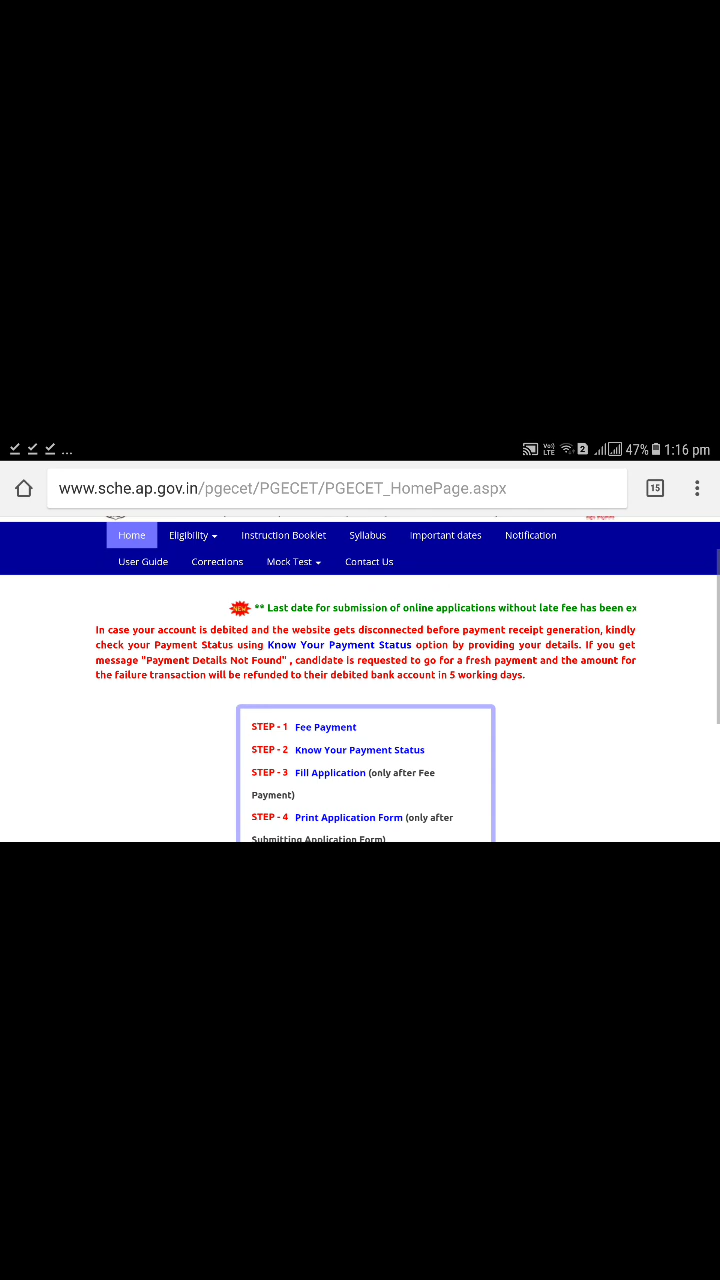 47% 1:16 pm
www.sche.ap.gov.in/pgecet/PGECET/PGECET_HomePage.aspx 15
Home Eligibility Instruction Booklet Syllabus Important dates Notification
User Guide Corrections Mock Test Contact Us
NEW ** Last date for submission of online applications without late fee has been ex
In case your account is debited and the website gets disconnected before payment receipt generation, kindly
check your Payment Status using Know Your Payment Status option by providing your details. If you get
message "Payment Details Not Found" , candidate is requested to go for a fresh payment and the amount for
the failure transaction will be refunded to their debited bank account in 5 working days.
STEP - 1 Fee Payment
STEP - 2 Know Your Payment Status
STEP - 3 Fill Application (only after Fee
Payment)
STEP - 4 Print Application Form (only after
Submitting Application Form)